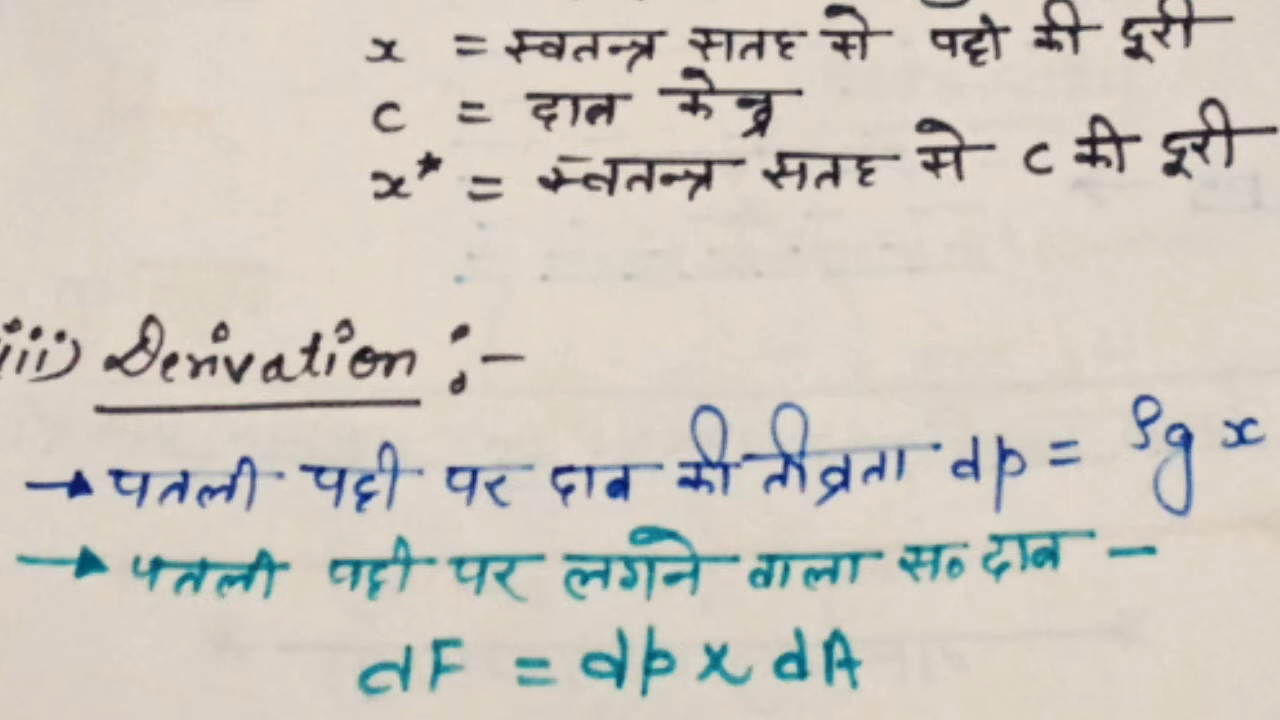 x = स्वतन्त्र सतह से पट्टी की दूरी
C = दाब केन्द्र
x* = स्वतन्त्र सतह से C की दूरी
iii) Derivation :-
→ पतली पट्टी पर दाब की तीव्रता dp = ρg x
→ पतली पट्टी पर लगने वाला स० दाब –
dF = dp x dA